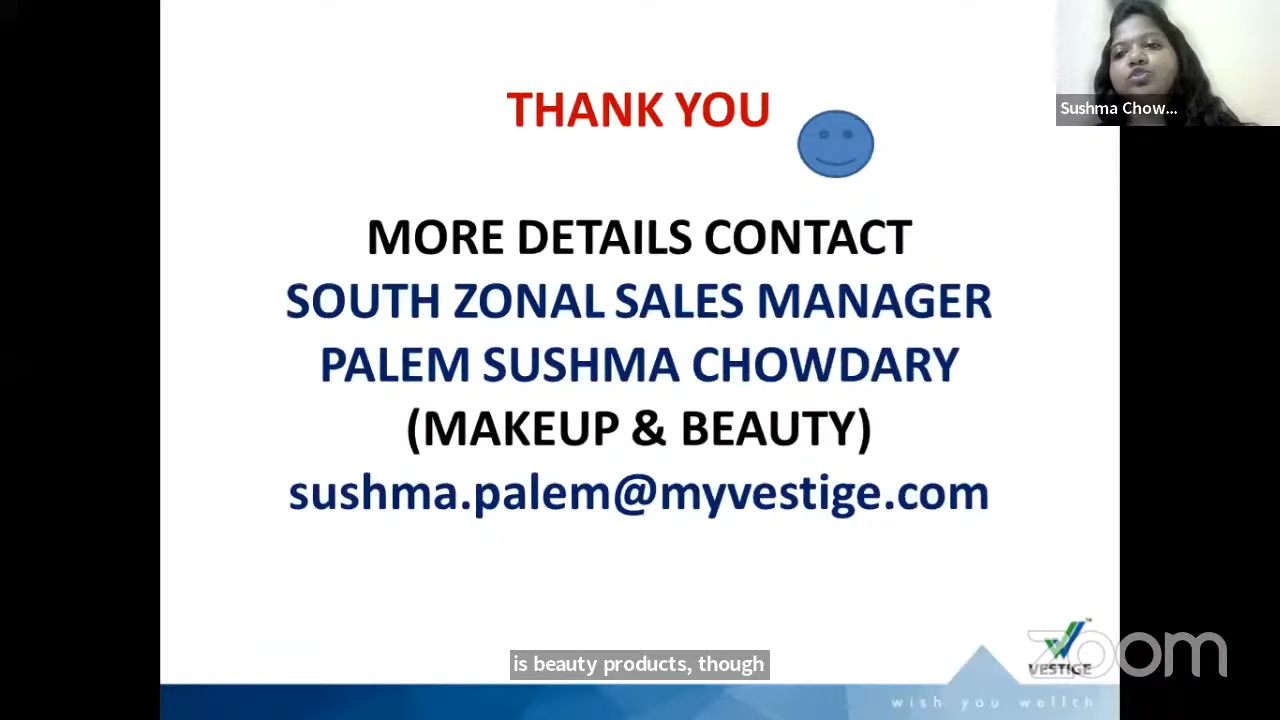 THANK YOU
Sushma Chow...
MORE DETAILS CONTACT
SOUTH ZONAL SALES MANAGER
PALEM SUSHMA CHOWDARY
(MAKEUP & BEAUTY)
sushma.palem@myvestige.com
is beauty products, though
zoom
VESTIGE
wish you wellth